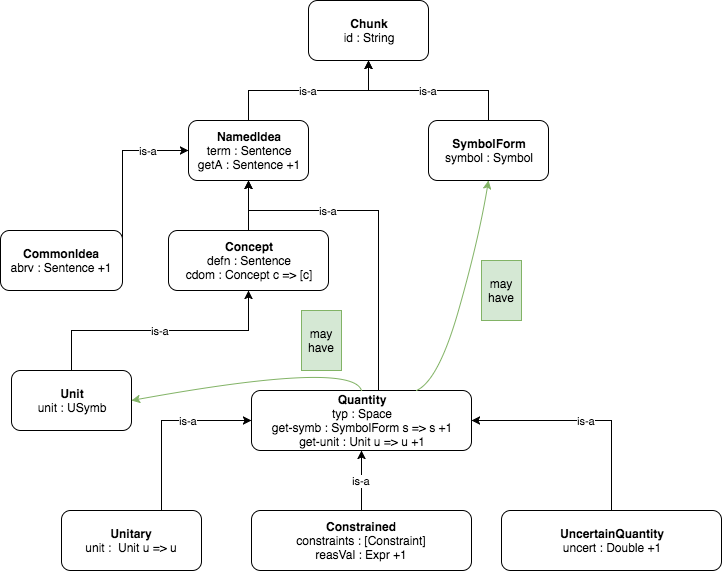 Chunk
id : String
is-a
is-a
NamedIdea
term : Sentence
getA : Sentence +1
SymbolForm
symbol : Symbol
is-a
is-a
CommonIdea
abrv : Sentence +1
Concept
defn : Sentence
cdom : Concept c => [c]
may
have
is-a
may
have
Unit
unit : USymb
Quantity
typ : Space
get-symb : SymbolForm s => s +1
get-unit : Unit u => u +1
is-a
is-a
is-a
Unitary
unit :  Unit u => u
Constrained
constraints : [Constraint]
reasVal : Expr +1
UncertainQuantity
uncert : Double +1